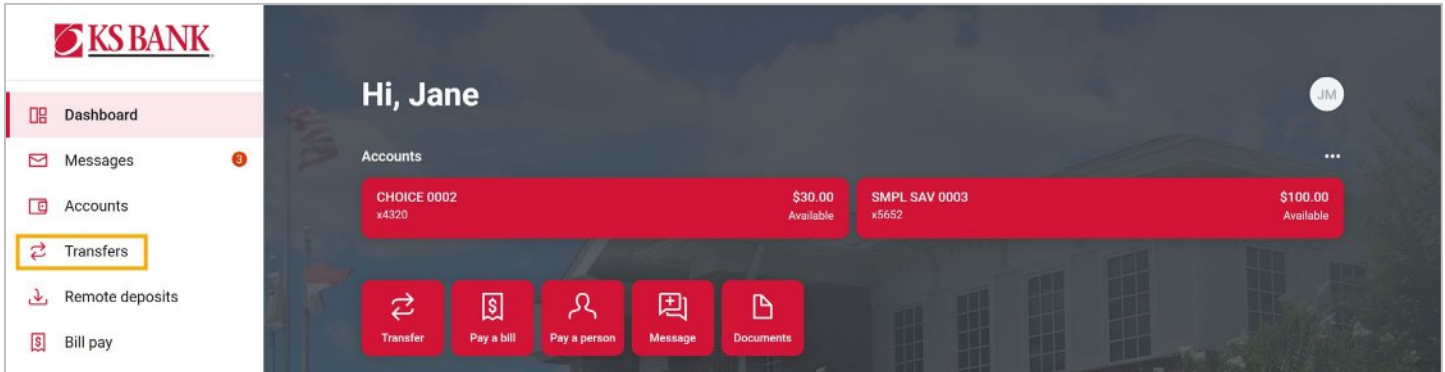 KS BANK
Dashboard
Messages 3
Accounts
Transfers
Remote deposits
Bill pay
Hi, Jane
JM
Accounts
CHOICE 0002 $30.00
x4320 Available
SMPL SAV 0003 $100.00
x5652 Available
Transfer
Pay a bill
Pay a person
Message
Documents